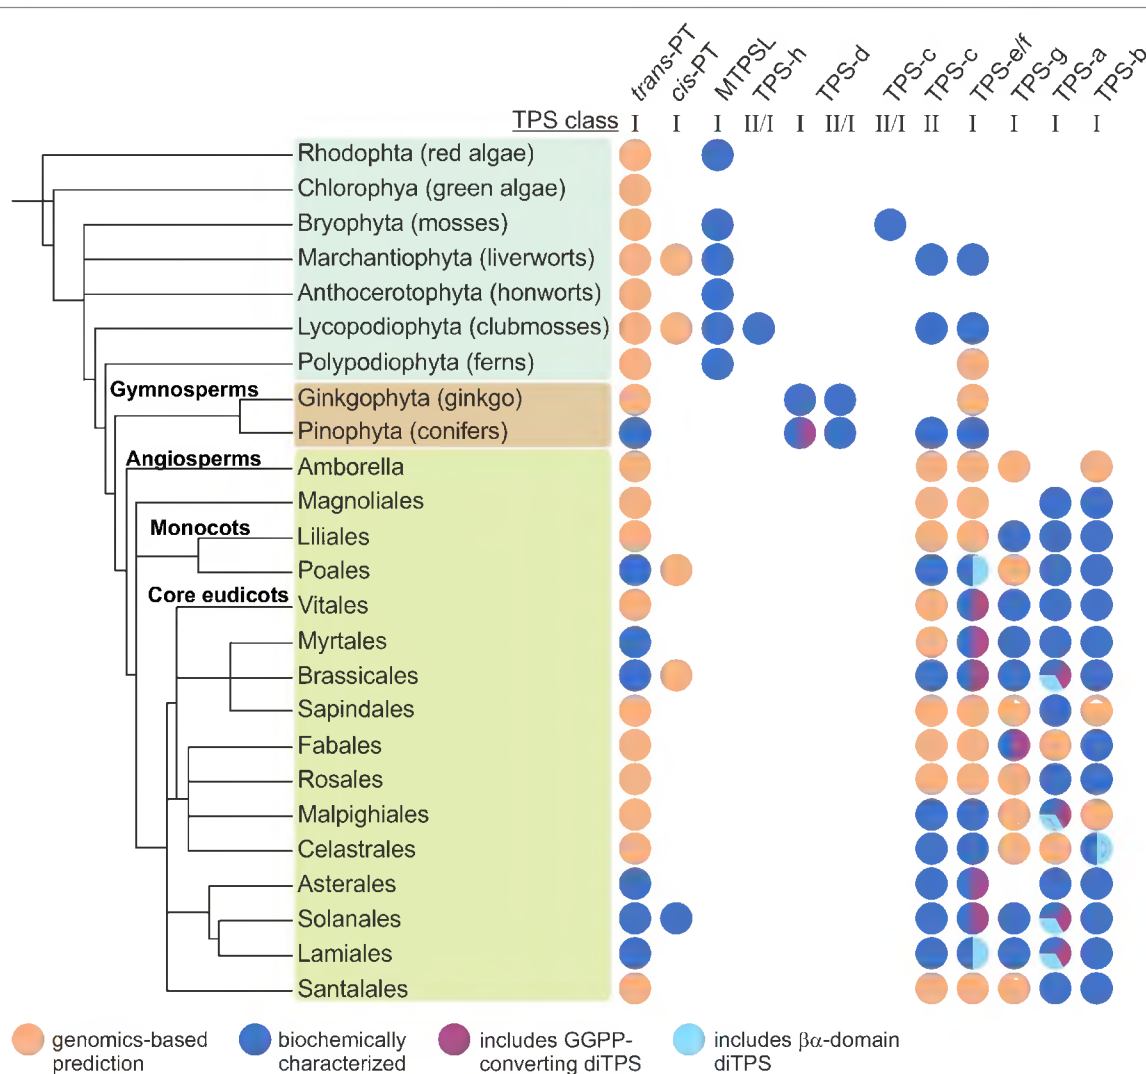 trans-PT cis-PT MTPSL TPS-h TPS-d TPS-c TPS-c TPS-e/f TPS-g TPS-a TPS-b
TPS class I I I II/I I II/I II/I II I I I I
Rhodophta (red algae)
Chlorophya (green algae)
Bryophyta (mosses)
Marchantiophyta (liverworts)
Anthocerotophyta (honworts)
Lycopodiophyta (clubmosses)
Polypodiophyta (ferns)
Gymnosperms
Ginkgophyta (ginkgo)
Pinophyta (conifers)
Angiosperms
Amborella
Magnoliales
Monocots
Liliales
Poales
Core eudicots
Vitales
Myrtales
Brassicales
Sapindales
Fabales
Rosales
Malpighiales
Celastrales
Asterales
Solanales
Lamiales
Santalales
genomics-based
prediction
biochemically
characterized
includes GGPP-
converting diTPS
includes βα-domain
diTPS